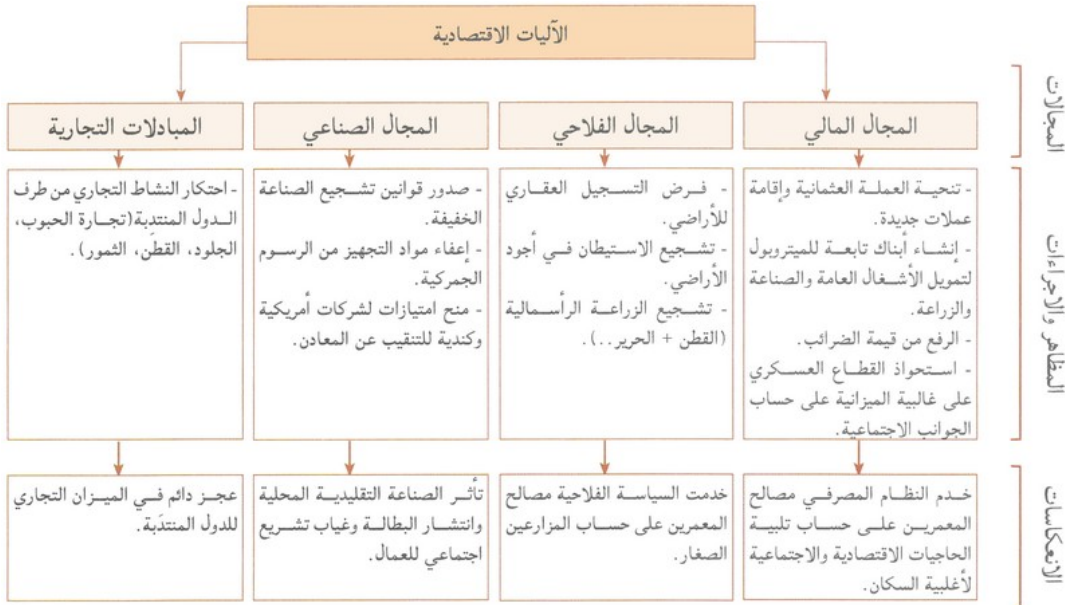 الآليات الاقتصادية
المجالات
المجال المالي
المجال الفلاحي
المجال الصناعي
المبادلات التجارية
المظاهر والاجراءات
- تنحية العملة العثمانية وإقامة
عملات جديدة.
- إنشاء أبناك تابعة للميتروبول
لتمويل الأشغال العامة والصناعة
والزراعة.
- الرفع من قيمة الضرائب.
- استحواذ القطاع العسكري
على غالبية الميزانية على حساب
الجوانب الاجتماعية.
- فرض التسجيل العقاري
للأراضي.
- تشجيع الاستيطان في أجود
الأراضي.
- تشجيع الزراعة الرأسمالية
(القطن + الحرير..).
- صدور قوانين تشجيع الصناعة
الخفيفة.
- إعفاء مواد التجهيز من الرسوم
الجمركية.
- منح امتيازات لشركات أمريكية
وكندية للتنقيب عن المعادن.
- احتكار النشاط التجاري من طرف
الدول المنتدِبة (تجارة الحبوب،
الجلود، القطن، الثمور).
الانعكاسات
خدم النظام المصرفي مصالح
المعمرين على حساب تلبية
الحاجيات الاقتصادية والاجتماعية
لأغلبية السكان.
خدمت السياسة الفلاحية مصالح
المعمرين على حساب المزارعين
الصغار.
تأثر الصناعة التقليدية المحلية
وانتشار البطالة وغياب تشريع
اجتماعي للعمال.
عجز دائم في الميزان التجاري
للدول المنتدَبة.